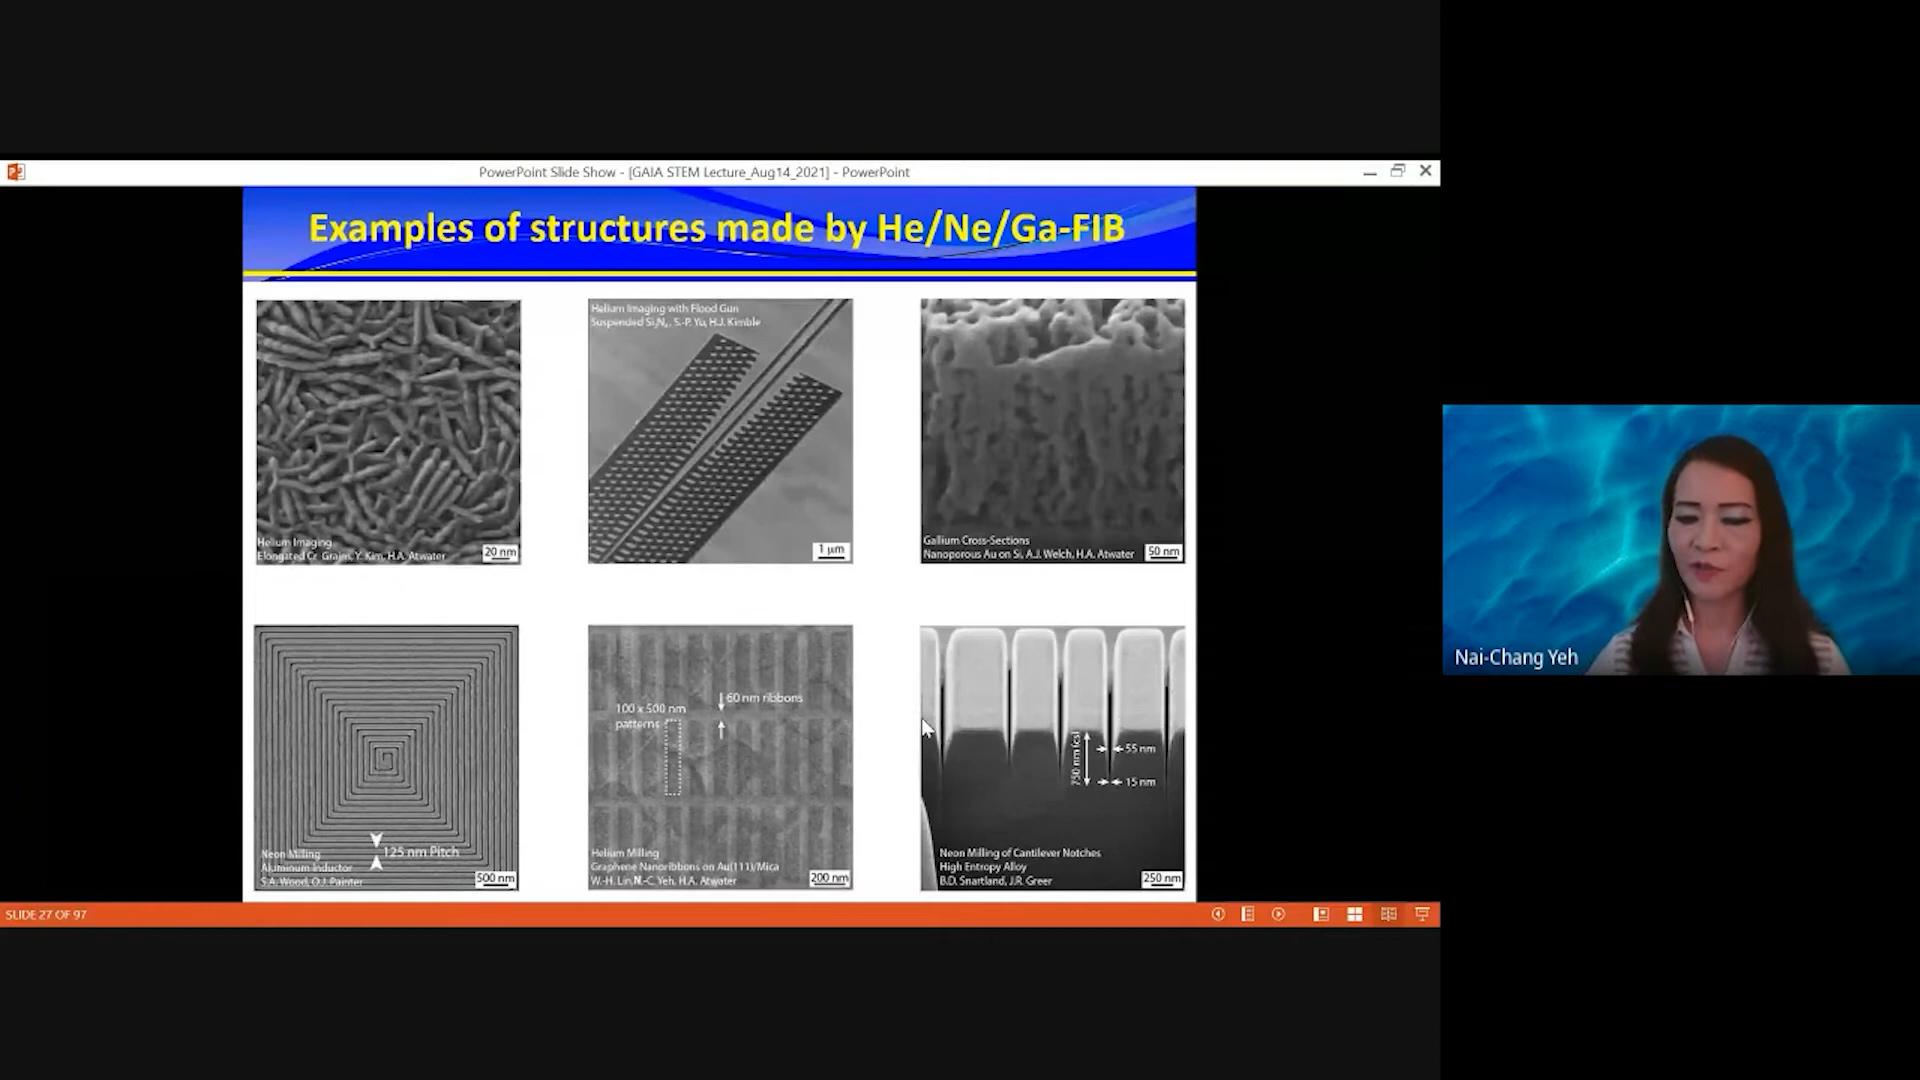 PowerPoint Slide Show - [GAIA STEM Lecture_Aug14_2021] - PowerPoint
Examples of structures made by He/Ne/Ga-FIB
Helium Imaging
Elongated Cr Grains, Y. Kim, H.A. Atwater
20 nm
Helium Imaging with Flood Gun
Suspended Si₃N₄, S.-P. Yu, H.J. Kimble
1 µm
Gallium Cross-Sections
Nanoporous Au on Si, A.J. Welch, H.A. Atwater
50 nm
125 nm Pitch
Neon Milling
Aluminum Inductor
S.A. Wood, O.J. Painter
500 nm
60 nm ribbons
100 x 500 nm
patterns
Helium Milling
Graphene Nanoribbons on Au(111)/Mica
W.-H. Lin, N.-C. Yeh, H.A. Atwater
200 nm
750 nm (cs)
55 nm
15 nm
Neon Milling of Cantilever Notches
High Entropy Alloy
B.D. Snartland, J.R. Greer
250 nm
Nai-Chang Yeh
SLIDE 27 OF 97